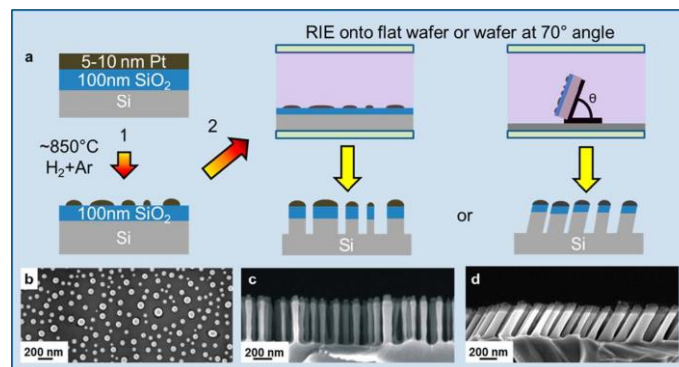 RIE onto flat wafer or wafer at 70° angle
a
5-10 nm Pt
100nm SiO₂
Si
~850°C
H₂+Ar
1
2
θ
100nm SiO₂
Si
Si
or
Si
b
200 nm
c
200 nm
d
200 nm